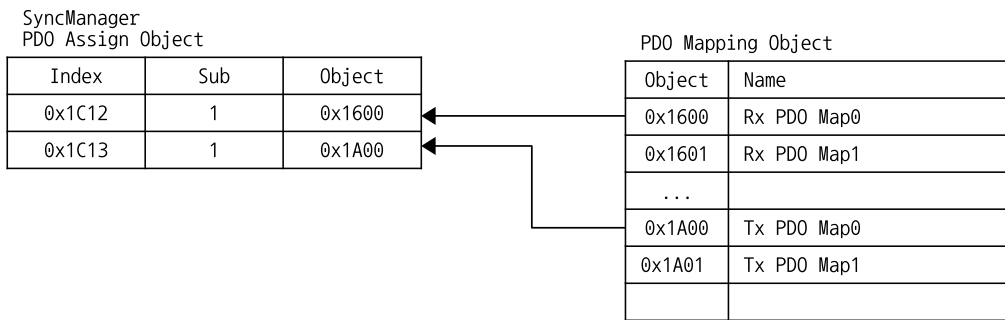 SyncManager
PDO Assign Object
Index Sub Object
0x1C12 1 0x1600
0x1C13 1 0x1A00
PDO Mapping Object
Object Name
0x1600 Rx PDO Map0
0x1601 Rx PDO Map1
...
0x1A00 Tx PDO Map0
0x1A01 Tx PDO Map1